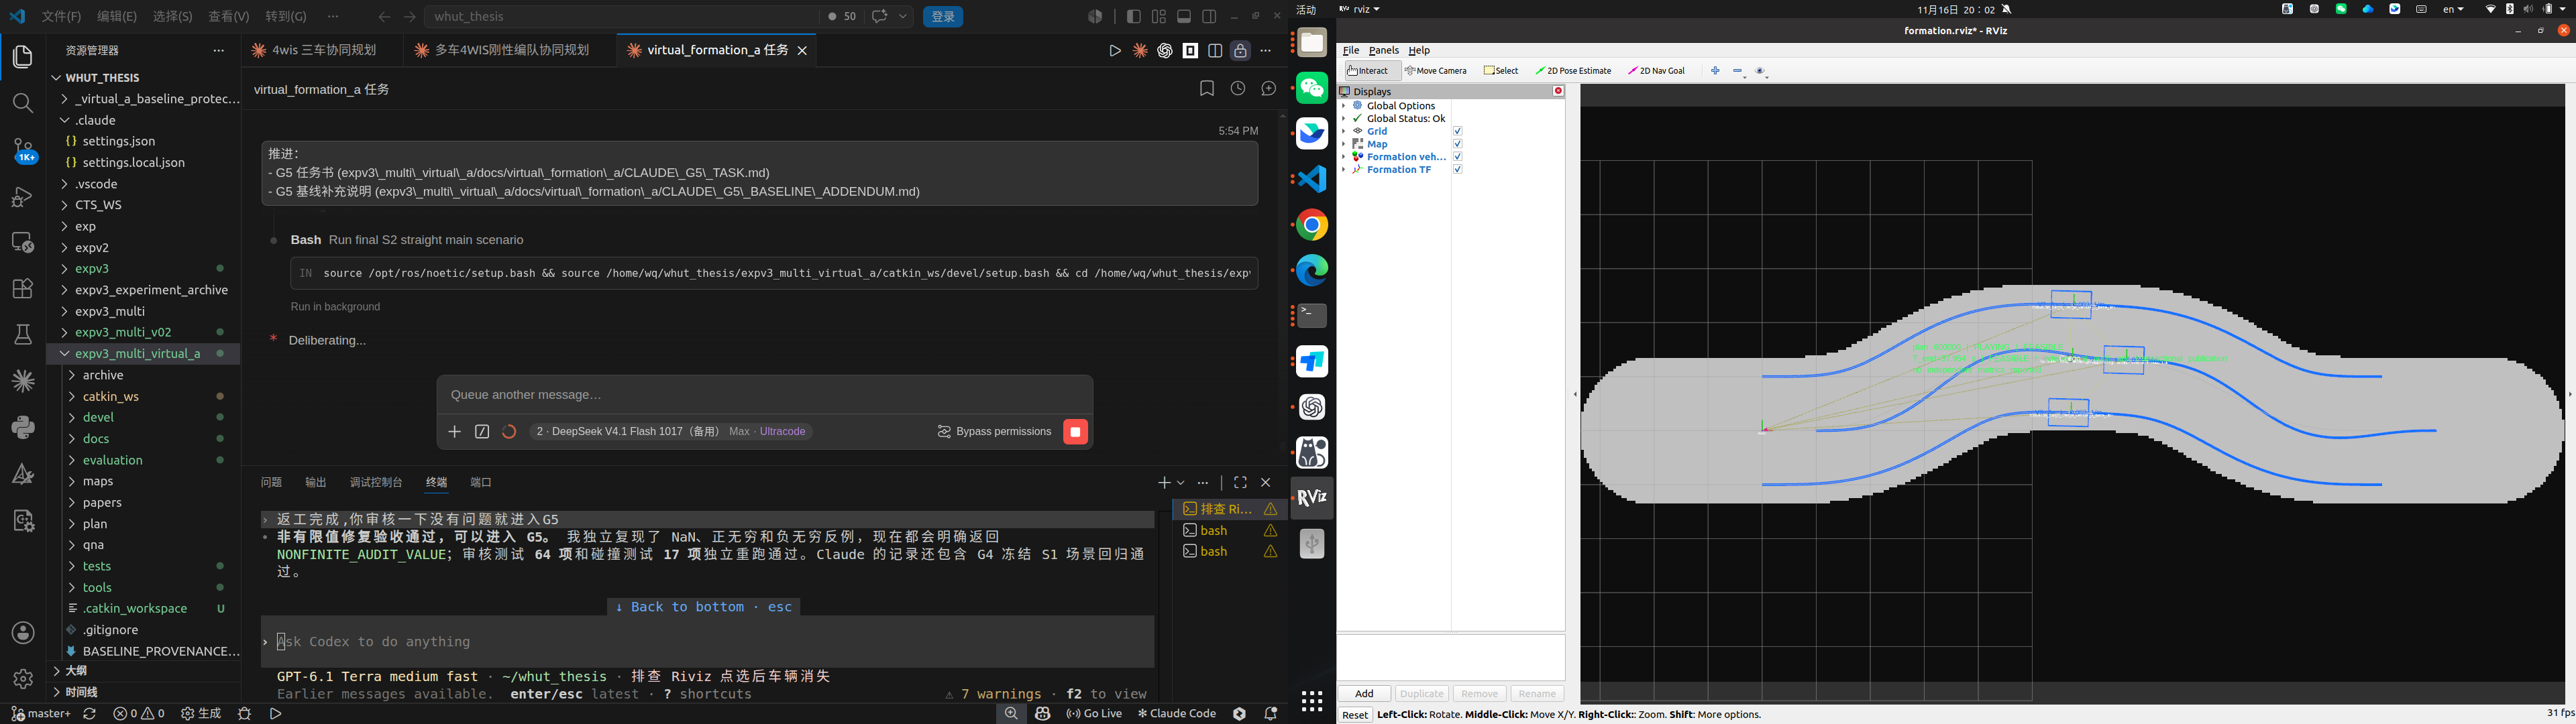 文件(F) 编辑(E) 选择(S) 查看(V) 转到(G) ···
whut_thesis
50
登录
资源管理器
WHUT_THESIS
_virtual_a_baseline_protec...
.claude
settings.json
settings.local.json
.vscode
CTS_WS
exp
expv2
expv3
expv3_experiment_archive
expv3_multi
expv3_multi_v02
expv3_multi_virtual_a
archive
catkin_ws
devel
docs
evaluation
maps
papers
plan
qna
tests
tools
.catkin_workspace U
.gitignore
BASELINE_PROVENANCE...
大纲
时间线
1K+
4wis 三车协同规划
多车4WIS刚性编队协同规划
virtual_formation_a 任务
virtual_formation_a 任务
5:54 PM
推进：
- G5 任务书 (expv3\_multi\_virtual\_a/docs/virtual\_formation\_a/CLAUDE\_G5\_TASK.md)
- G5 基线补充说明 (expv3\_multi\_virtual\_a/docs/virtual\_formation\_a/CLAUDE\_G5\_BASELINE\_ADDENDUM.md)
Bash Run final S2 straight main scenario
IN source /opt/ros/noetic/setup.bash && source /home/wq/whut_thesis/expv3_multi_virtual_a/catkin_ws/devel/setup.bash && cd /home/wq/whut_thesis/expv
Run in background
* Deliberating...
Queue another message…
2 · DeepSeek V4.1 Flash 1017（备用） Max · Ultracode
Bypass permissions
问题 输出 调试控制台 终端 端口
› 返工完成,你审核一下没有问题就进入G5
• 非有限值修复验收通过，可以进入 G5。 我独立复现了 NaN、正无穷和负无穷反例，现在都会明确返回
NONFINITE_AUDIT_VALUE；审核测试 64 项和碰撞测试 17 项独立重跑通过。Claude 的记录还包含 G4 冻结 S1 场景回归通
过。
↓ Back to bottom · esc
› Ask Codex to do anything
GPT-6.1 Terra medium fast · ~/whut_thesis · 排查 Riviz 点选后车辆消失
Earlier messages available. enter/esc latest · ? shortcuts
⚠ 7 warnings · f2 to view
排查 Ri...
bash
bash
master+
0 0
生成
Go Live
Claude Code
活动
rviz
11月16日 20：02
en
RViz
formation.rviz* - RViz
File Panels Help
Interact
Move Camera
Select
2D Pose Estimate
2D Nav Goal
Displays
Global Options
Global Status: Ok
Grid
Map
Formation veh...
Formation TF
Add
Duplicate
Remove
Rename
Reset
Left-Click: Rotate. Middle-Click: Move X/Y. Right-Click:: Zoom. Shift: More options.
31 fps